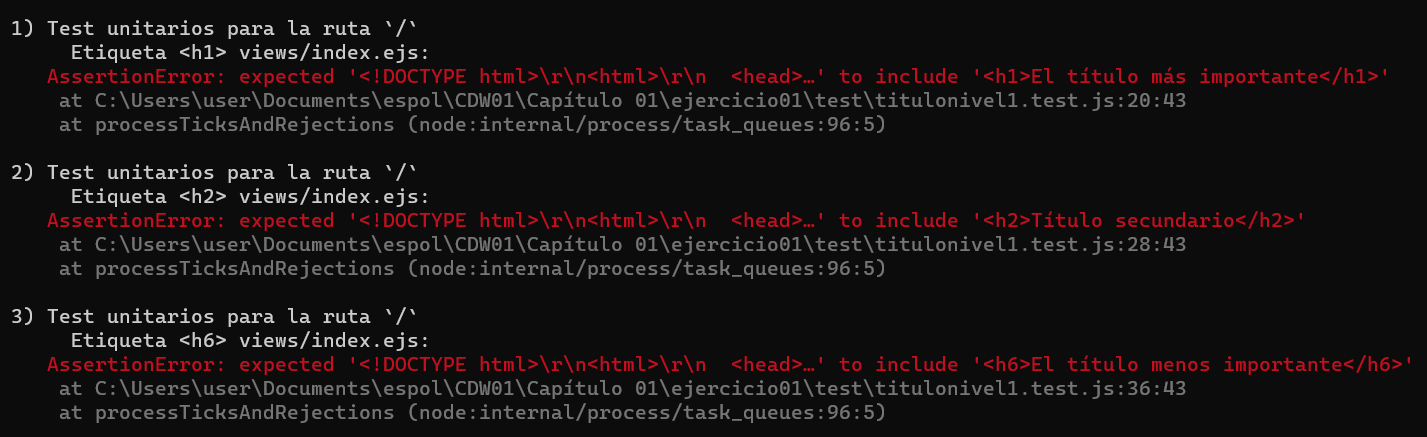 1) Test unitarios para la ruta `/`
Etiqueta <h1> views/index.ejs:
AssertionError: expected '<!DOCTYPE html>\r\n<html>\r\n  <head>…' to include '<h1>El título más importante</h1>'
at C:\Users\user\Documents\espol\CDW01\Capítulo 01\ejercicio01\test\titulonivel1.test.js:20:43
at processTicksAndRejections (node:internal/process/task_queues:96:5)
2) Test unitarios para la ruta `/`
Etiqueta <h2> views/index.ejs:
AssertionError: expected '<!DOCTYPE html>\r\n<html>\r\n  <head>…' to include '<h2>Título secundario</h2>'
at C:\Users\user\Documents\espol\CDW01\Capítulo 01\ejercicio01\test\titulonivel1.test.js:28:43
at processTicksAndRejections (node:internal/process/task_queues:96:5)
3) Test unitarios para la ruta `/`
Etiqueta <h6> views/index.ejs:
AssertionError: expected '<!DOCTYPE html>\r\n<html>\r\n  <head>…' to include '<h6>El título menos importante</h6>'
at C:\Users\user\Documents\espol\CDW01\Capítulo 01\ejercicio01\test\titulonivel1.test.js:36:43
at processTicksAndRejections (node:internal/process/task_queues:96:5)